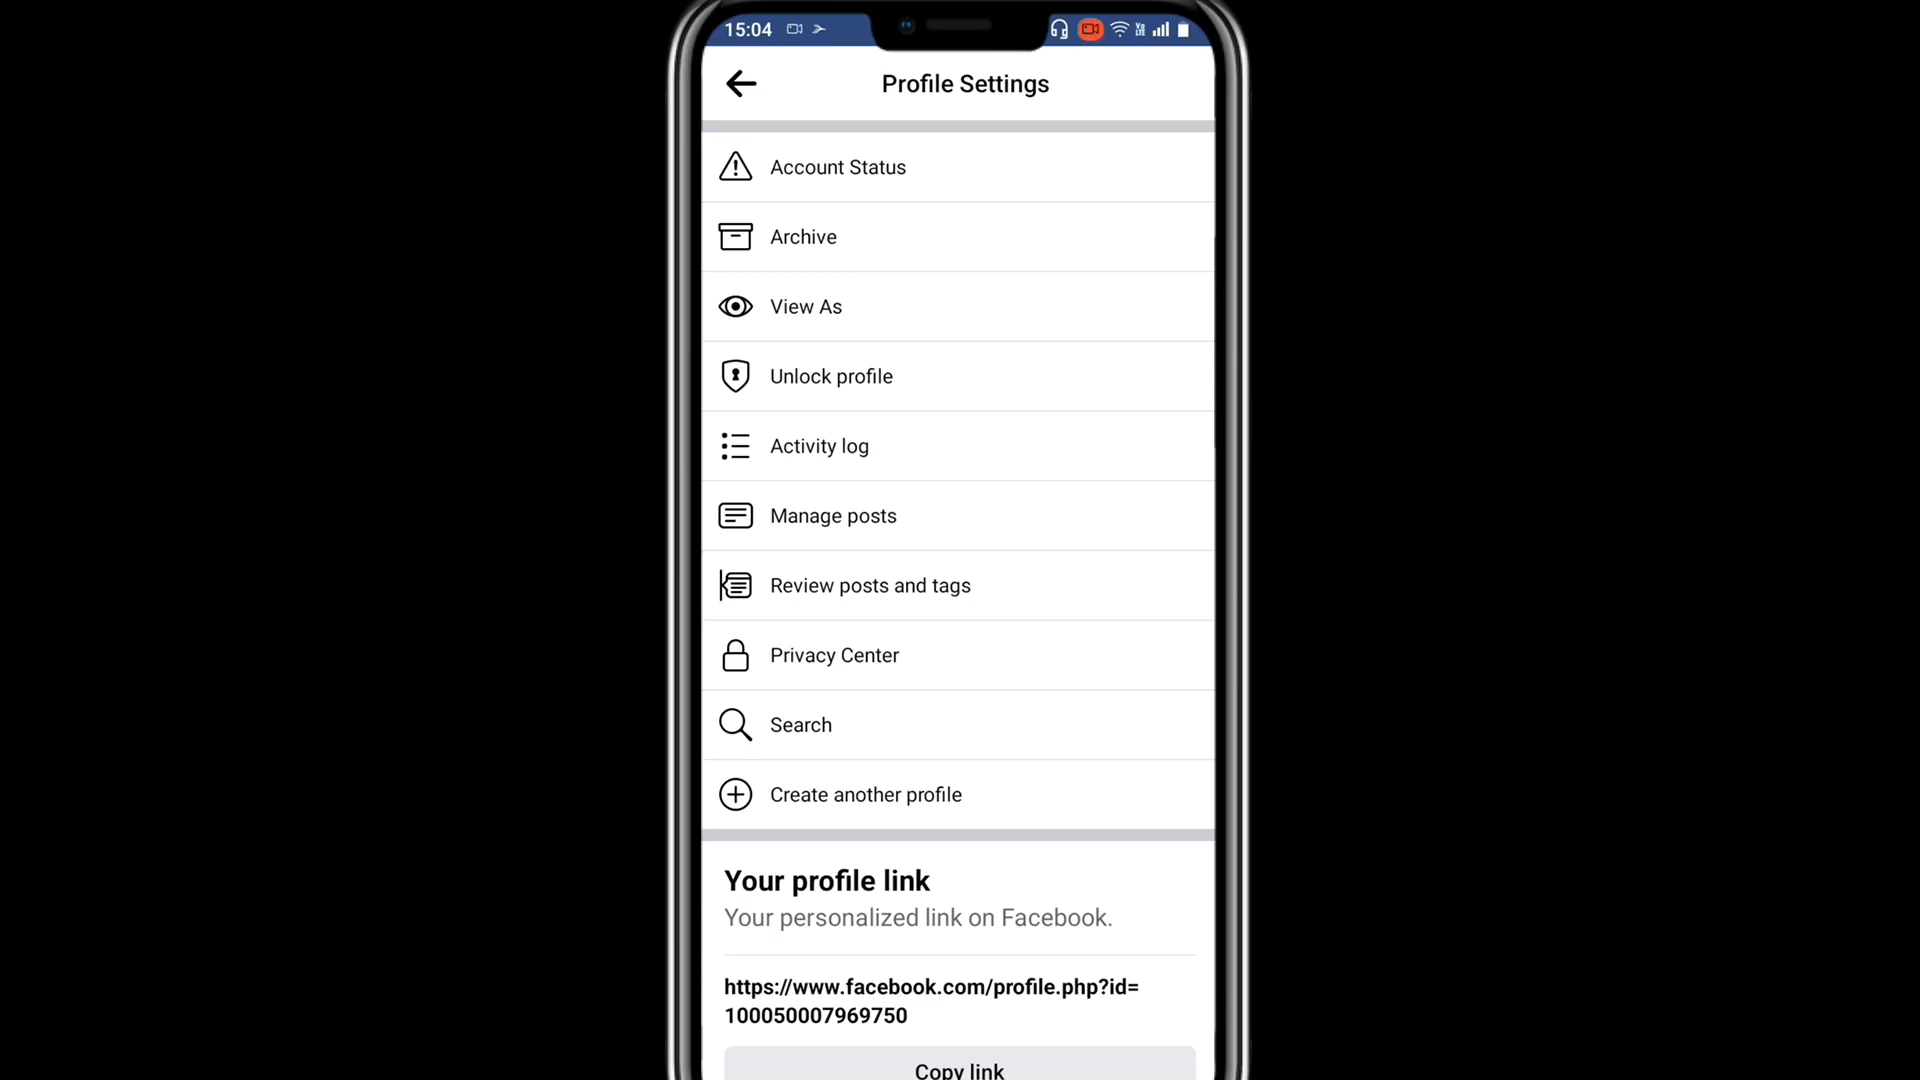 15:04
Profile Settings
Account Status
Archive
View As
Unlock profile
Activity log
Manage posts
Review posts and tags
Privacy Center
Search
Create another profile
Your profile link
Your personalized link on Facebook.
https://www.facebook.com/profile.php?id=
100050007969750
Copy link